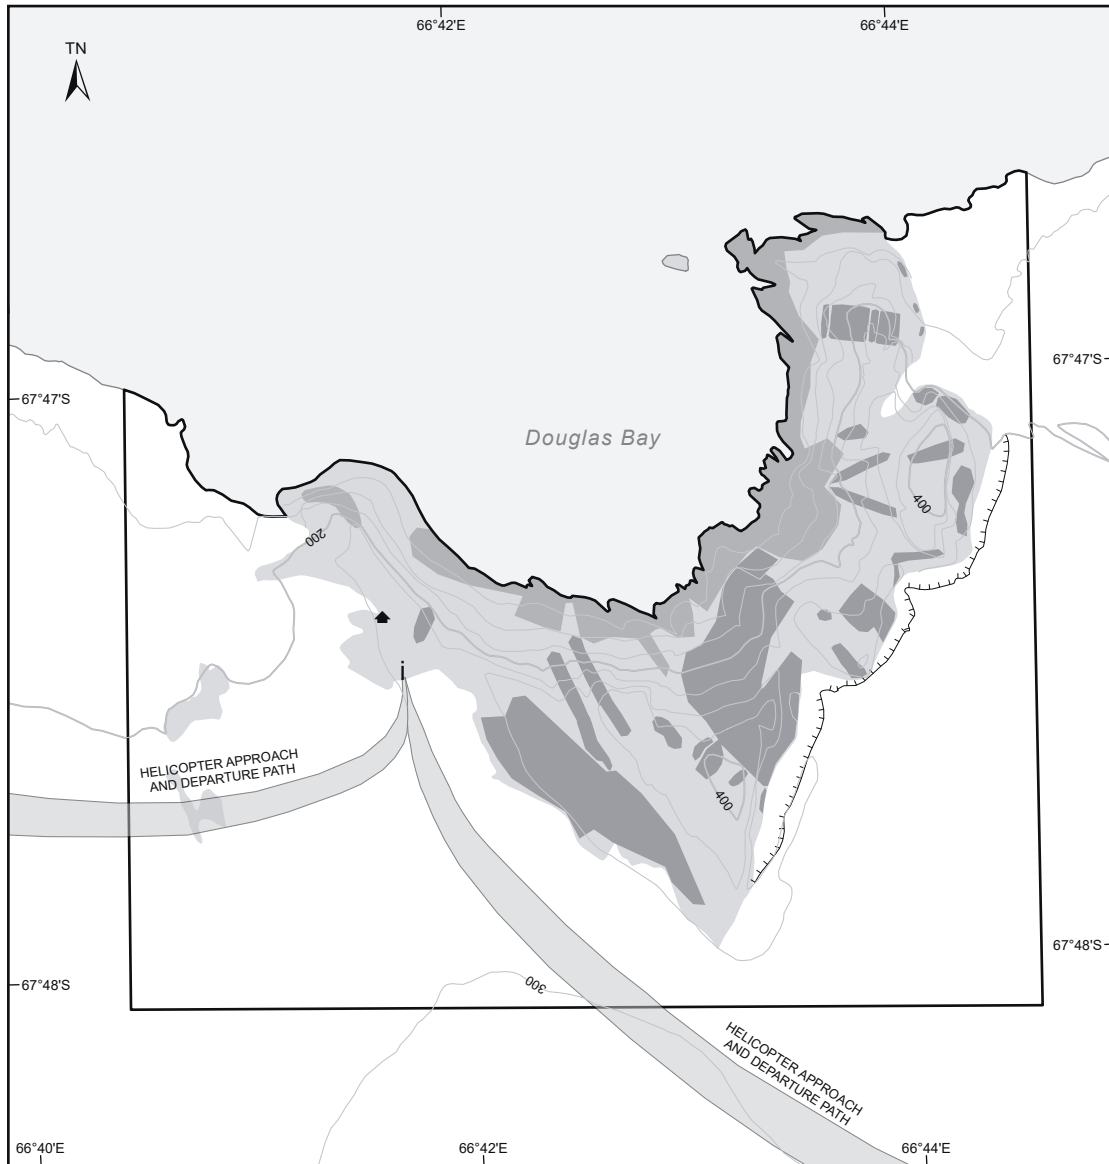 66°42'E
66°44'E
TN
67°47'S
67°47'S
Douglas Bay
400
200
i
HELICOPTER APPROACH
AND DEPARTURE PATH
400
67°48'S
67°48'S
300
HELICOPTER APPROACH
AND DEPARTURE PATH
66°40'E
66°42'E
66°44'E